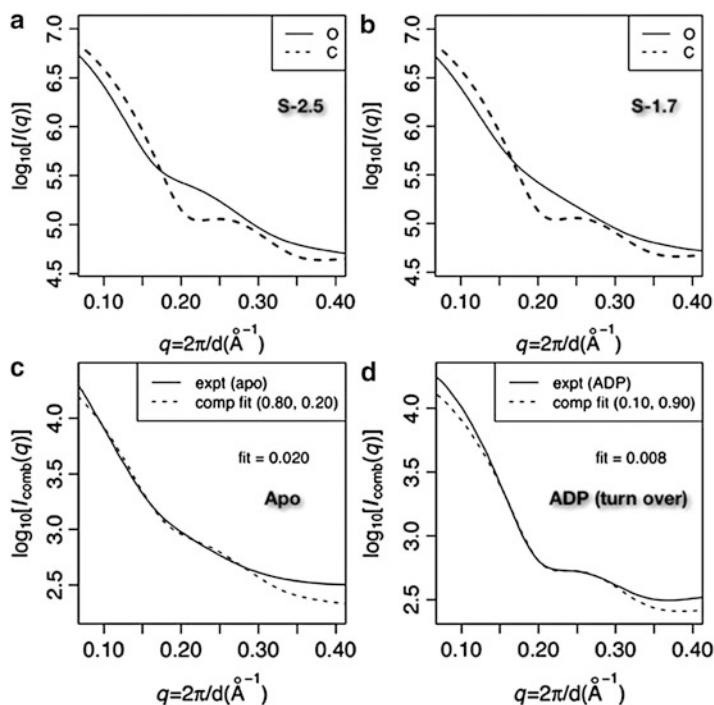 a
O
C
S-2.5
log₁₀[I(q)]
7.0
6.5
6.0
5.5
5.0
4.5
0.10 0.20 0.30 0.40
q=2π/d(Å⁻¹)
b
O
C
S-1.7
log₁₀[I(q)]
7.0
6.5
6.0
5.5
5.0
4.5
0.10 0.20 0.30 0.40
q=2π/d(Å⁻¹)
c
expt (apo)
comp fit (0.80, 0.20)
fit = 0.020
Apo
log₁₀[I_comb(q)]
4.0
3.5
3.0
2.5
0.10 0.20 0.30 0.40
q=2π/d(Å⁻¹)
d
expt (ADP)
comp fit (0.10, 0.90)
fit = 0.008
ADP (turn over)
log₁₀[I_comb(q)]
4.0
3.5
3.0
2.5
0.10 0.20 0.30 0.40
q=2π/d(Å⁻¹)